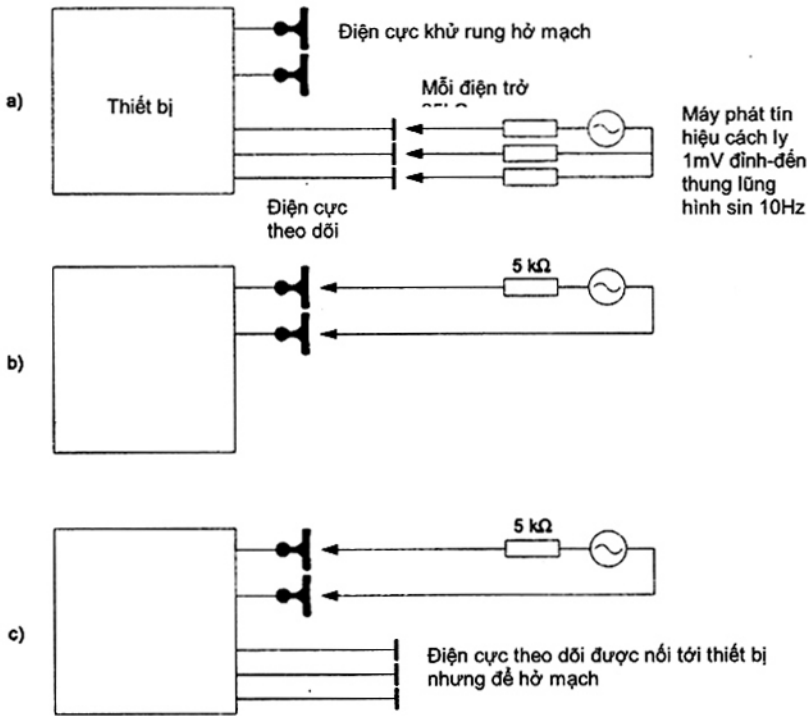 Điện cực khử rung hở mạch
a)
Thiết bị
Mỗi điện trở
Máy phát tín
hiệu cách ly
1mV đỉnh-đến
thung lũng
hình sin 10Hz
Điện cực
theo dõi
b)
5 kΩ
c)
5 kΩ
Điện cực theo dõi được nối tới thiết bị
nhưng để hở mạch